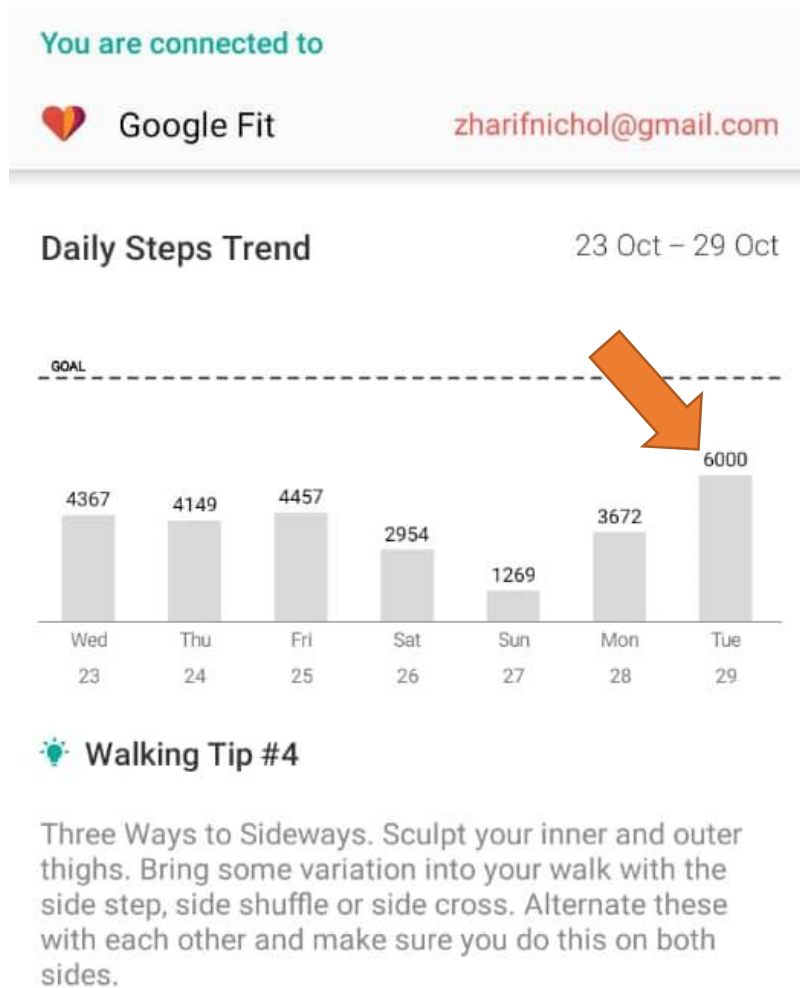 You are connected to
Google Fit zharifnichol@gmail.com
Daily Steps Trend 23 Oct – 29 Oct
GOAL
6000
4367 4149 4457 2954 1269 3672
Wed Thu Fri Sat Sun Mon Tue
23 24 25 26 27 28 29
Walking Tip #4
Three Ways to Sideways. Sculpt your inner and outer
thighs. Bring some variation into your walk with the
side step, side shuffle or side cross. Alternate these
with each other and make sure you do this on both
sides.